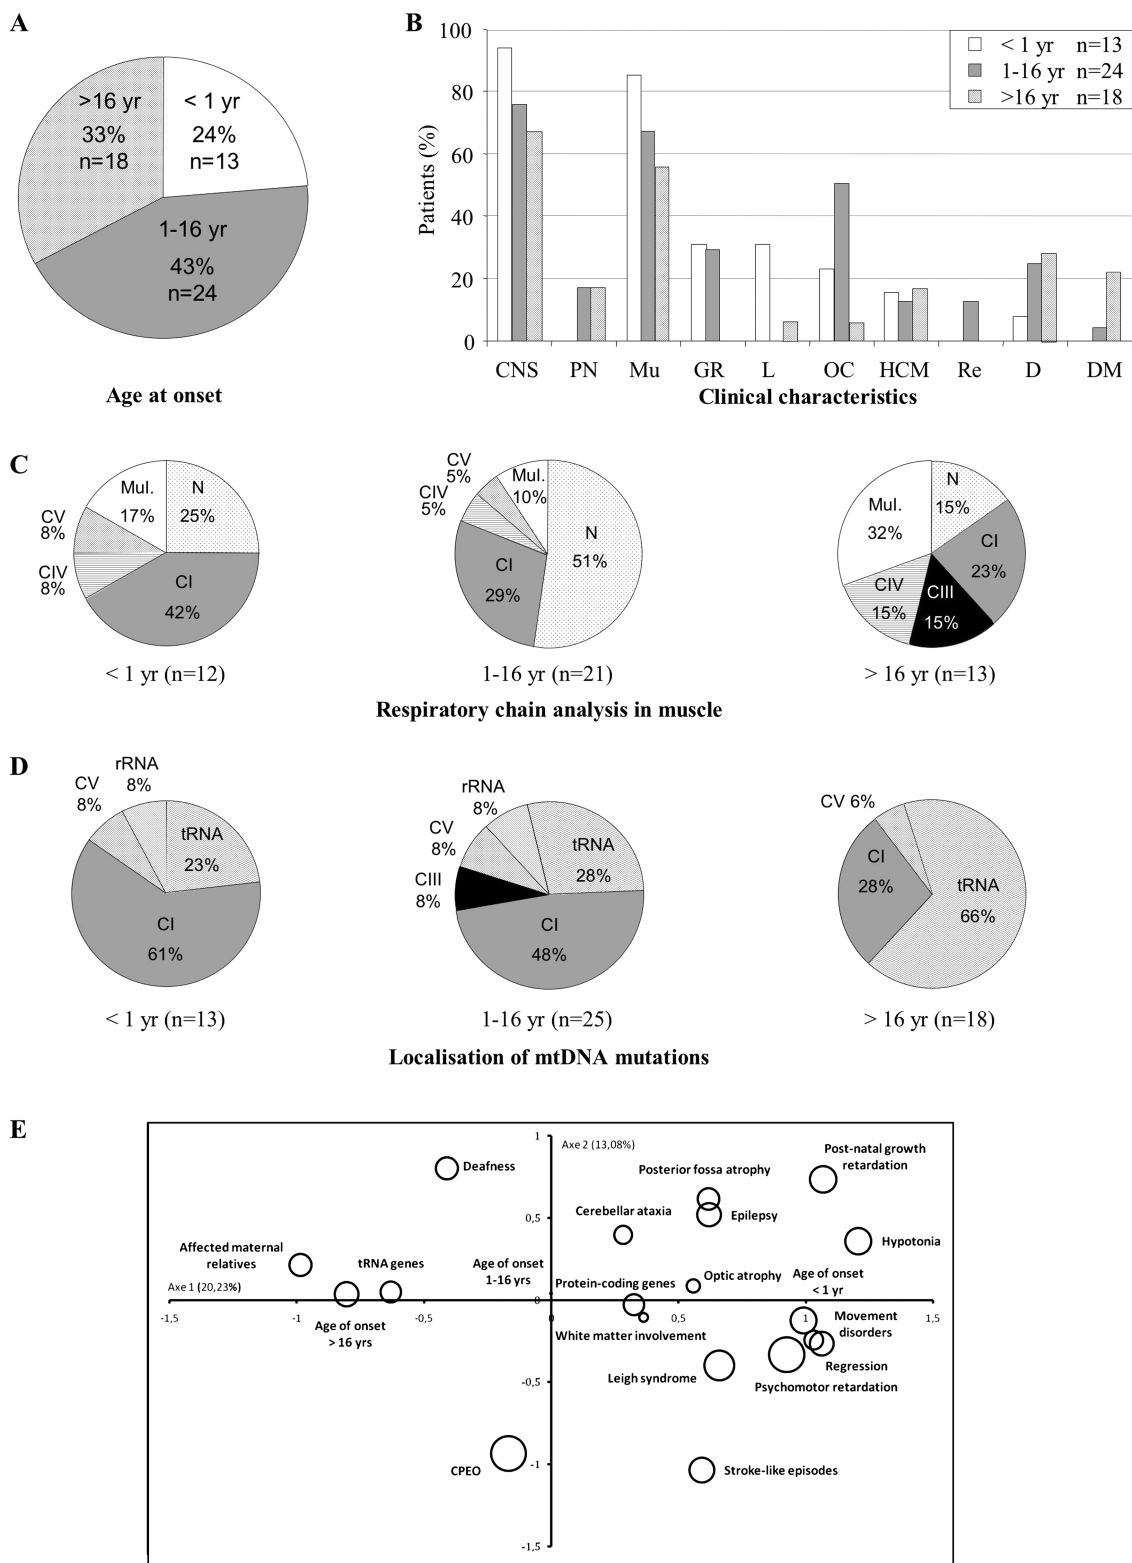 A
>16 yr
33%
n=18
< 1 yr
24%
n=13
1-16 yr
43%
n=24
Age at onset
B
Patients (%)
100
80
60
40
20
0
< 1 yr n=13
1-16 yr n=24
>16 yr n=18
CNS PN Mu GR L OC HCM Re D DM
Clinical characteristics
C
Mul.
17%
N
25%
CV
8%
CIV
8%
CI
42%
< 1 yr (n=12)
CV
5%
Mul.
10%
CIV
5%
N
51%
CI
29%
1-16 yr (n=21)
Mul.
32%
N
15%
CI
23%
CIV
15%
CIII
15%
> 16 yr (n=13)
Respiratory chain analysis in muscle
D
rRNA
8%
CV
8%
tRNA
23%
CI
61%
< 1 yr (n=13)
rRNA
8%
CV
8%
CIII
8%
tRNA
28%
CI
48%
1-16 yr (n=25)
CV 6%
CI
28%
tRNA
66%
> 16 yr (n=18)
Localisation of mtDNA mutations
E
1
Axe 2 (13,08%)
Deafness
Posterior fossa atrophy
Post-natal growth
retardation
0,5
Cerebellar ataxia
Epilepsy
Hypotonia
Affected maternal
relatives
tRNA genes
Age of onset
1-16 yrs
Optic atrophy
Age of onset
< 1 yr
Axe 1 (20,23%)
Protein-coding genes
0
-1,5 -1 -0,5 0 0,5 1 1,5
Age of onset
> 16 yrs
White matter involvement
Movement
disorders
Leigh syndrome
Regression
Psychomotor retardation
-0,5
CPEO
-1
Stroke-like episodes
-1,5